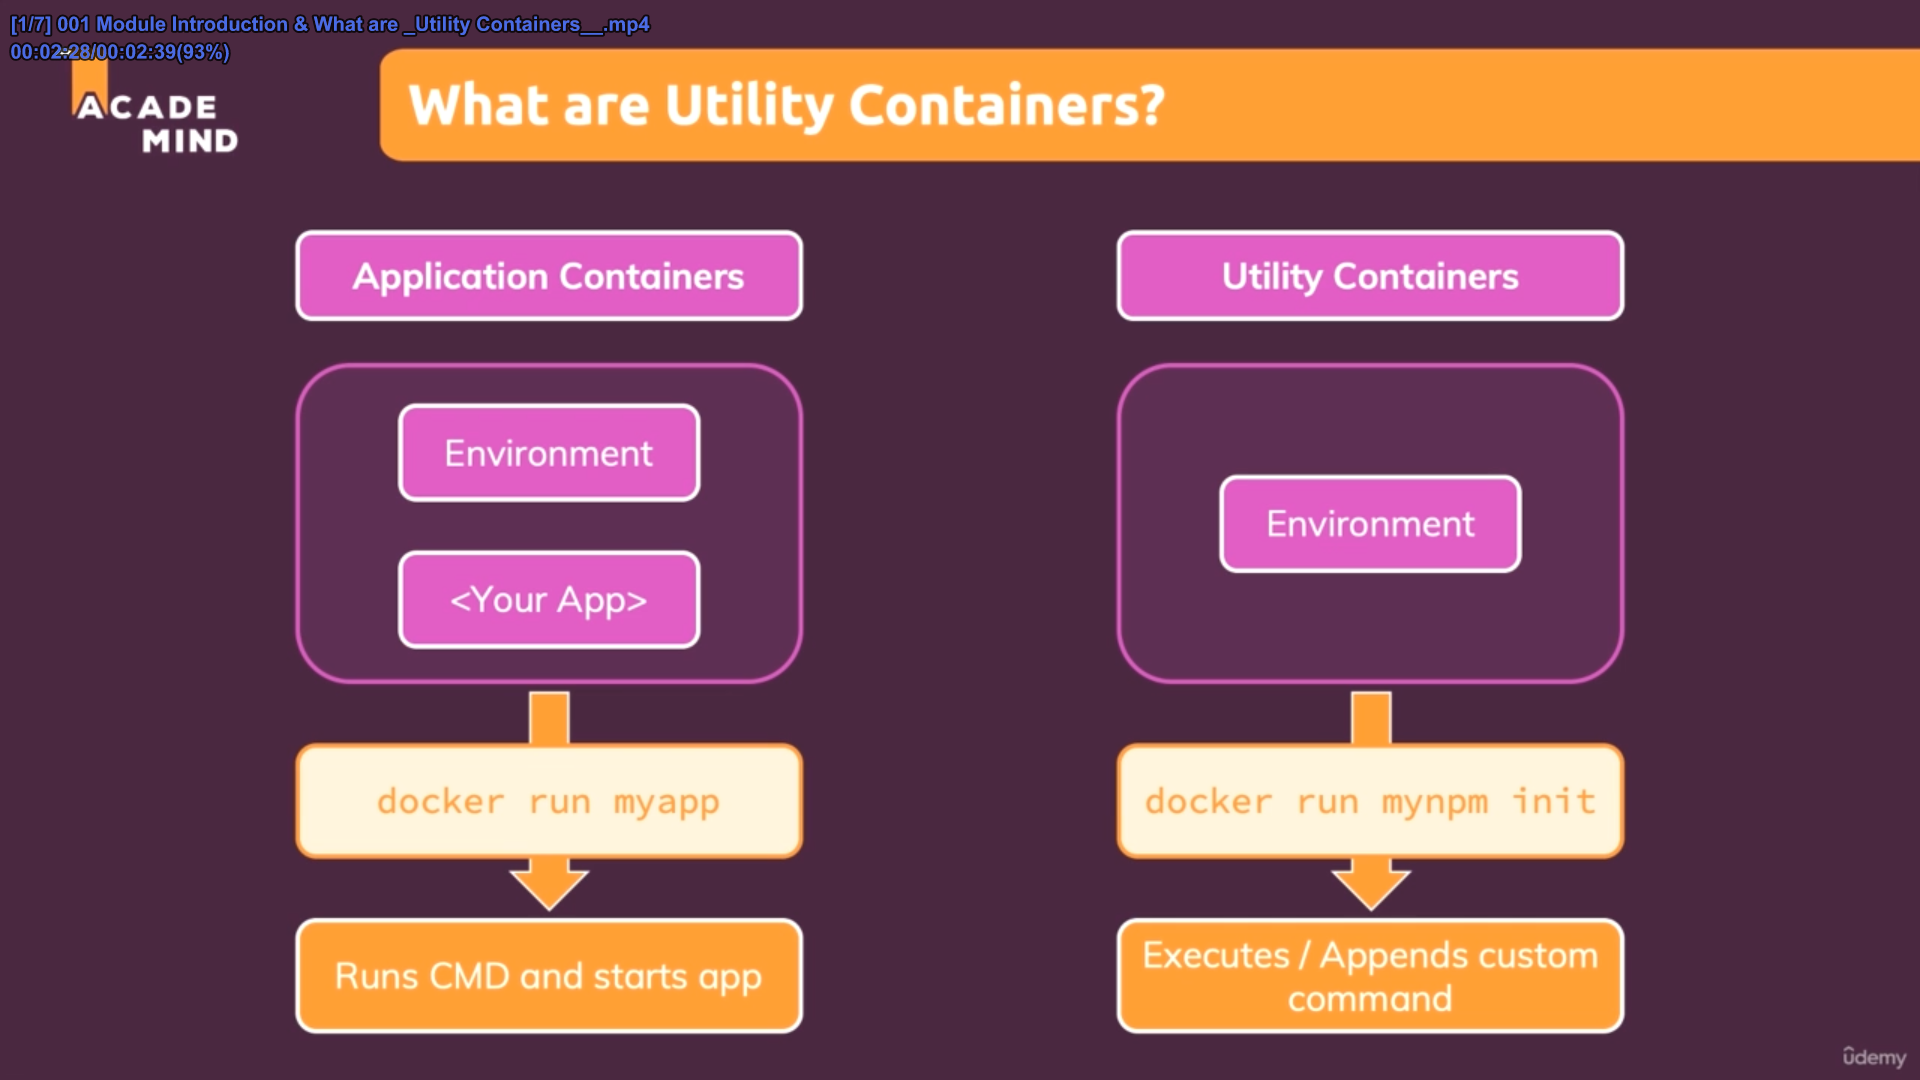 [1/7] 001 Module Introduction & What are _Utility Containers__.mp4
00:02:28/00:02:39(93%)
ACADE
MIND
What are Utility Containers?
Application Containers
Utility Containers
Environment
<Your App>
Environment
docker run myapp
docker run mynpm init
Runs CMD and starts app
Executes / Appends custom
command
ûdemy